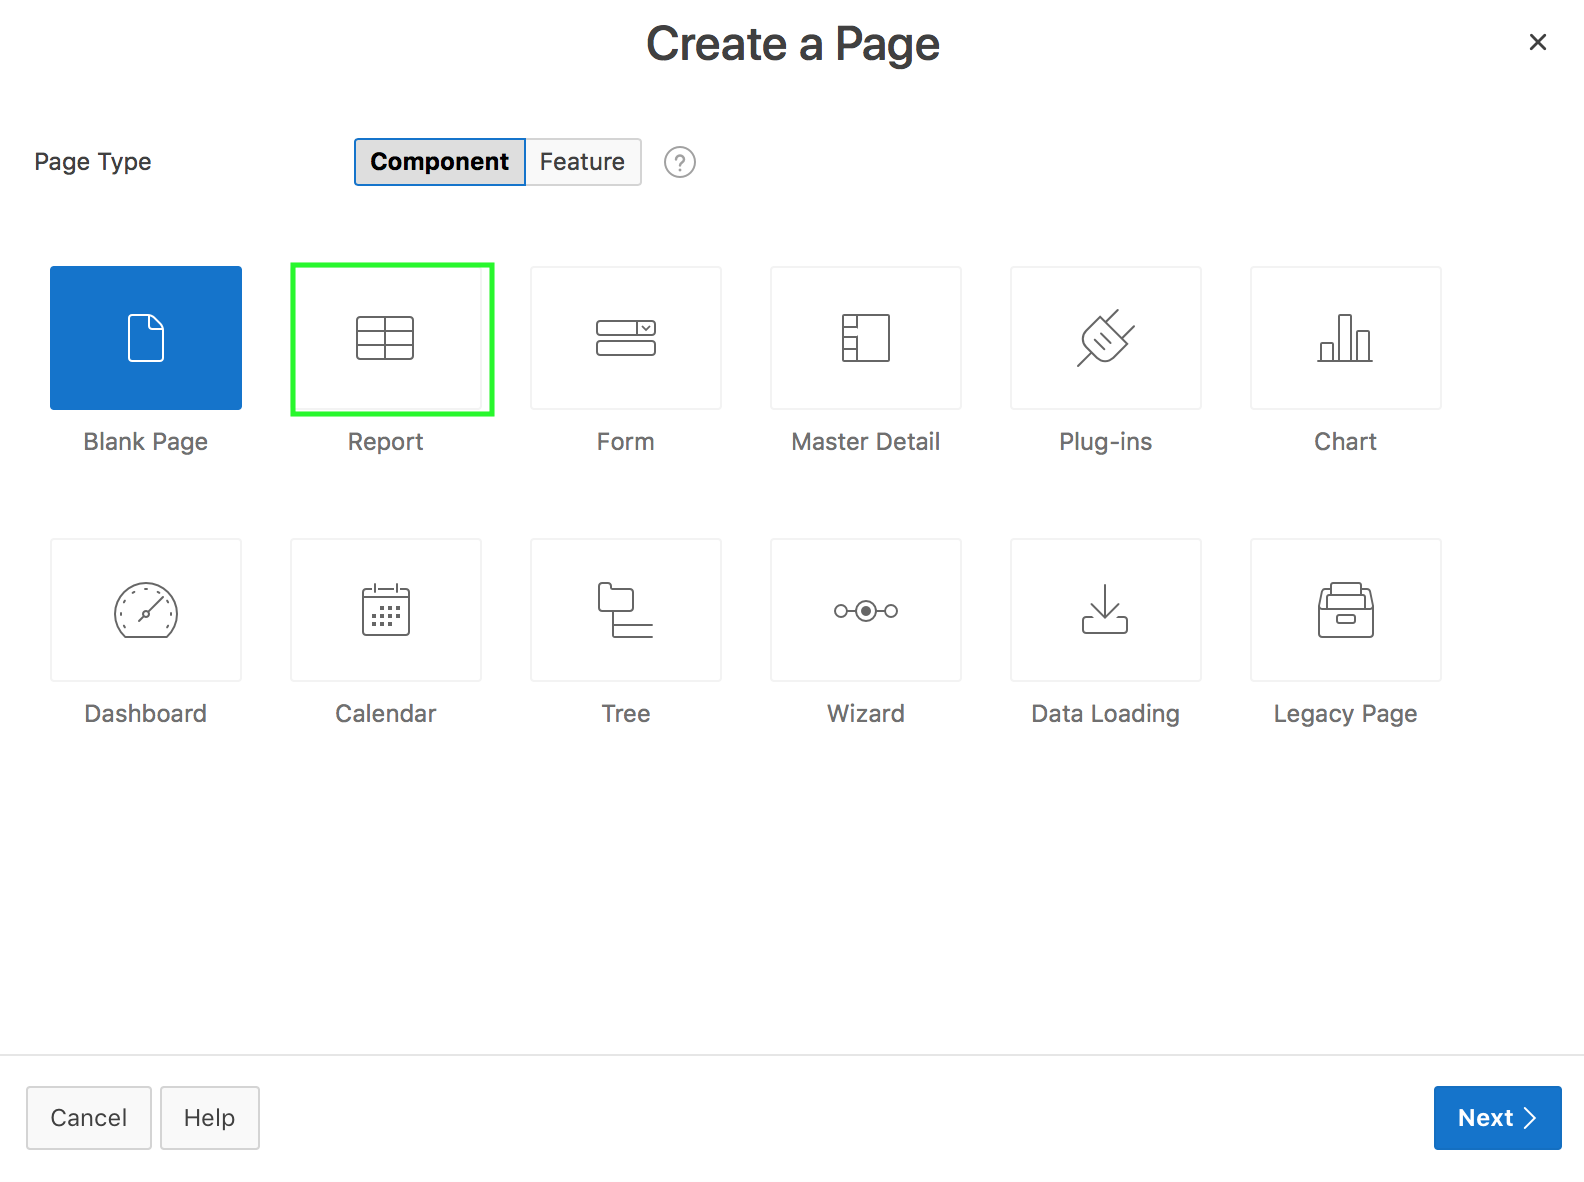 Create a Page
Page Type
Component Feature ?
Blank Page Report Form Master Detail Plug-ins Chart
Dashboard Calendar Tree Wizard Data Loading Legacy Page
Cancel Help Next